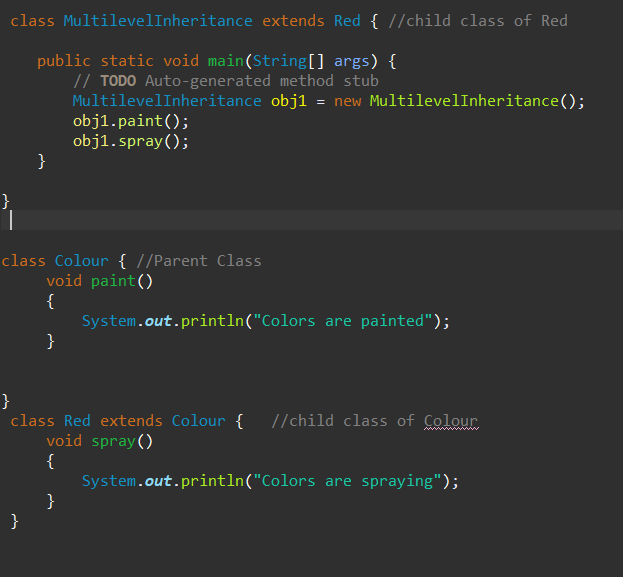 class MultilevelInheritance extends Red { //child class of Red
public static void main(String[] args) {
// TODO Auto-generated method stub
MultilevelInheritance obj1 = new MultilevelInheritance();
obj1.paint();
obj1.spray();
}
}
class Colour { //Parent Class
void paint()
{
System.out.println("Colors are painted");
}
}
class Red extends Colour { //child class of Colour
void spray()
{
System.out.println("Colors are spraying");
}
}